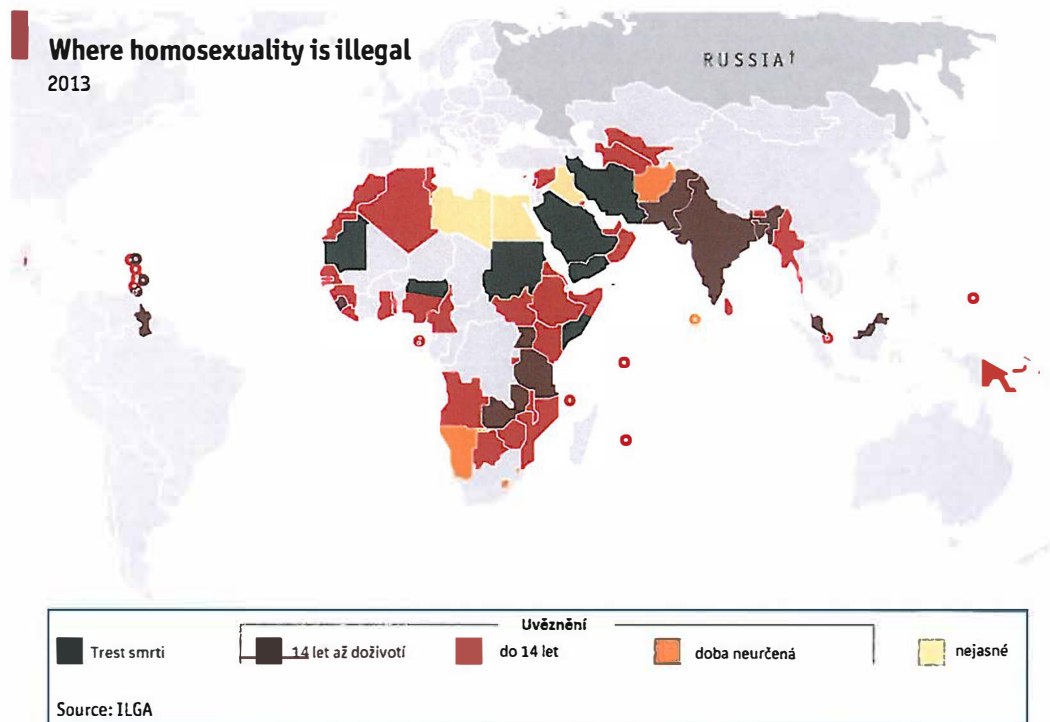 Where homosexuality is illegal
2013
RUSSIA†
Uvěznění
Trest smrti
14 let až doživotí
do 14 let
doba neurčená
nejasné
Source: ILGA